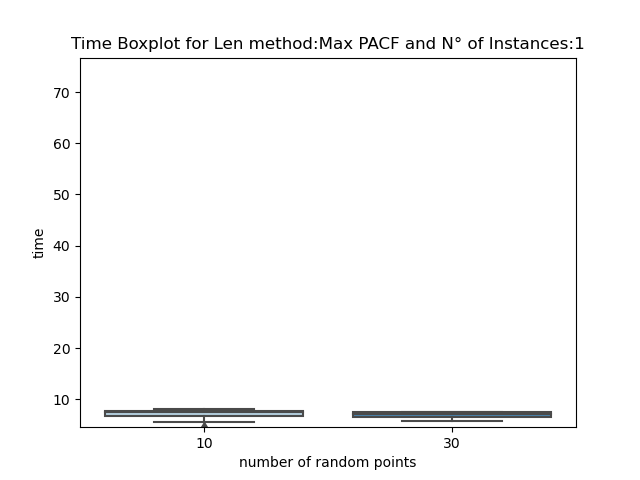 Time Boxplot for Len method:Max PACF and N° of Instances:1
70
60
50
40
30
20
10
time
10 30
number of random points